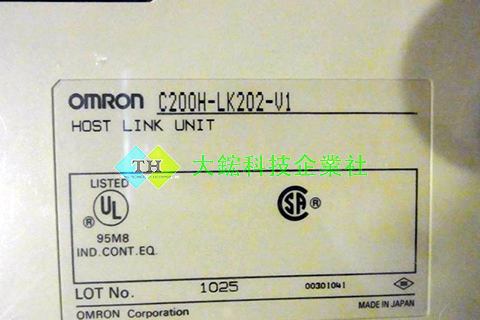 OMRON C200H-LK202-V1
HOST LINK UNIT
TH 大鋐科技企業社
LISTED
UL ®
SA ®
95M8
IND. CONT. EQ.
LOT No. 1025 00301041
OMRON Corporation MADE IN JAPAN